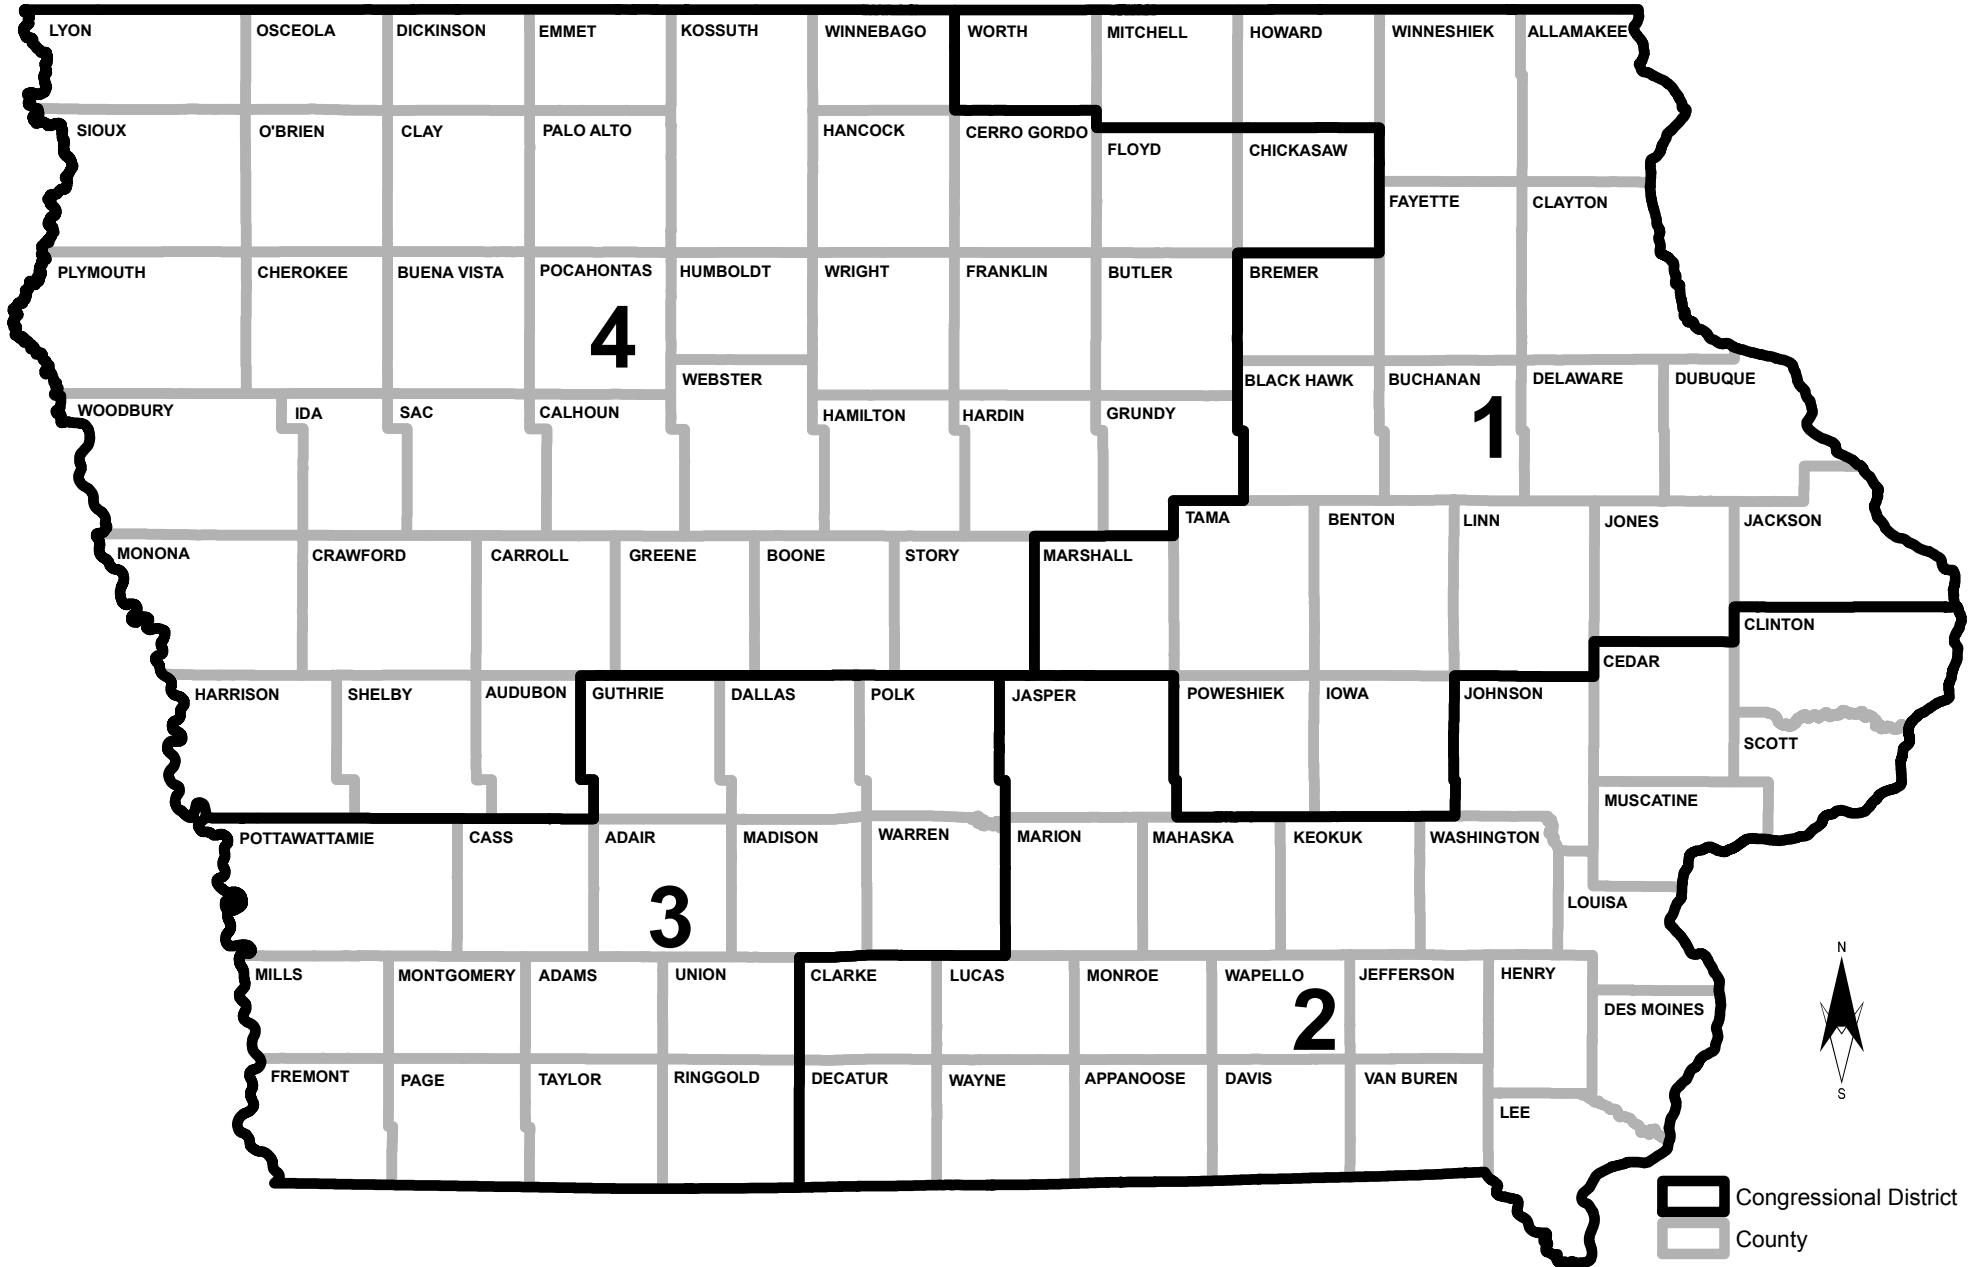 LYON OSCEOLA DICKINSON EMMET KOSSUTH WINNEBAGO WORTH MITCHELL HOWARD WINNESHIEK ALLAMAKEE
SIOUX O'BRIEN CLAY PALO ALTO HANCOCK CERRO GORDO FLOYD CHICKASAW
FAYETTE CLAYTON
PLYMOUTH CHEROKEE BUENA VISTA POCAHONTAS HUMBOLDT WRIGHT FRANKLIN BUTLER BREMER
4
WEBSTER BLACK HAWK BUCHANAN DELAWARE DUBUQUE
WOODBURY IDA SAC CALHOUN HAMILTON HARDIN GRUNDY
1
TAMA BENTON LINN JONES JACKSON
MONONA CRAWFORD CARROLL GREENE BOONE STORY MARSHALL
CLINTON
CEDAR
HARRISON SHELBY AUDUBON GUTHRIE DALLAS POLK JASPER POWESHIEK IOWA JOHNSON
SCOTT
MUSCATINE
POTTAWATTAMIE CASS ADAIR MADISON WARREN MARION MAHASKA KEOKUK WASHINGTON
LOUISA
3
N
MILLS MONTGOMERY ADAMS UNION CLARKE LUCAS MONROE WAPELLO JEFFERSON HENRY
DES MOINES
2
FREMONT PAGE TAYLOR RINGGOLD DECATUR WAYNE APPANOOSE DAVIS VAN BUREN
S
LEE
Congressional District
County